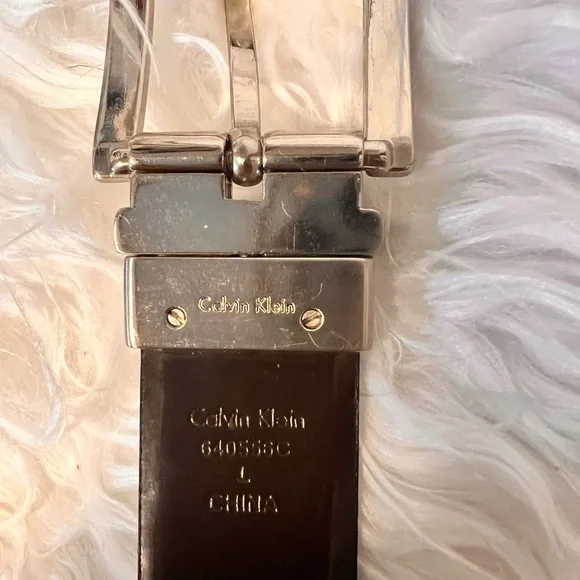 Calvin Klein
Calvin Klein
640556C
L
CHINA